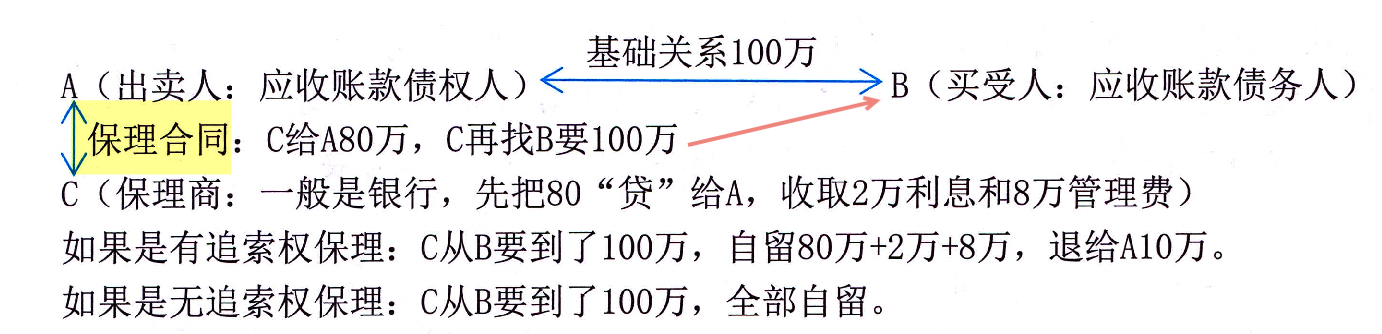 基础关系100万
A（出卖人：应收账款债权人） B（买受人：应收账款债务人）
保理合同：C给A80万，C再找B要100万
C（保理商：一般是银行，先把80“贷”给A，收取2万利息和8万管理费）
如果是有追索权保理：C从B要到了100万，自留80万+2万+8万，退给A10万。
如果是无追索权保理：C从B要到了100万，全部自留。